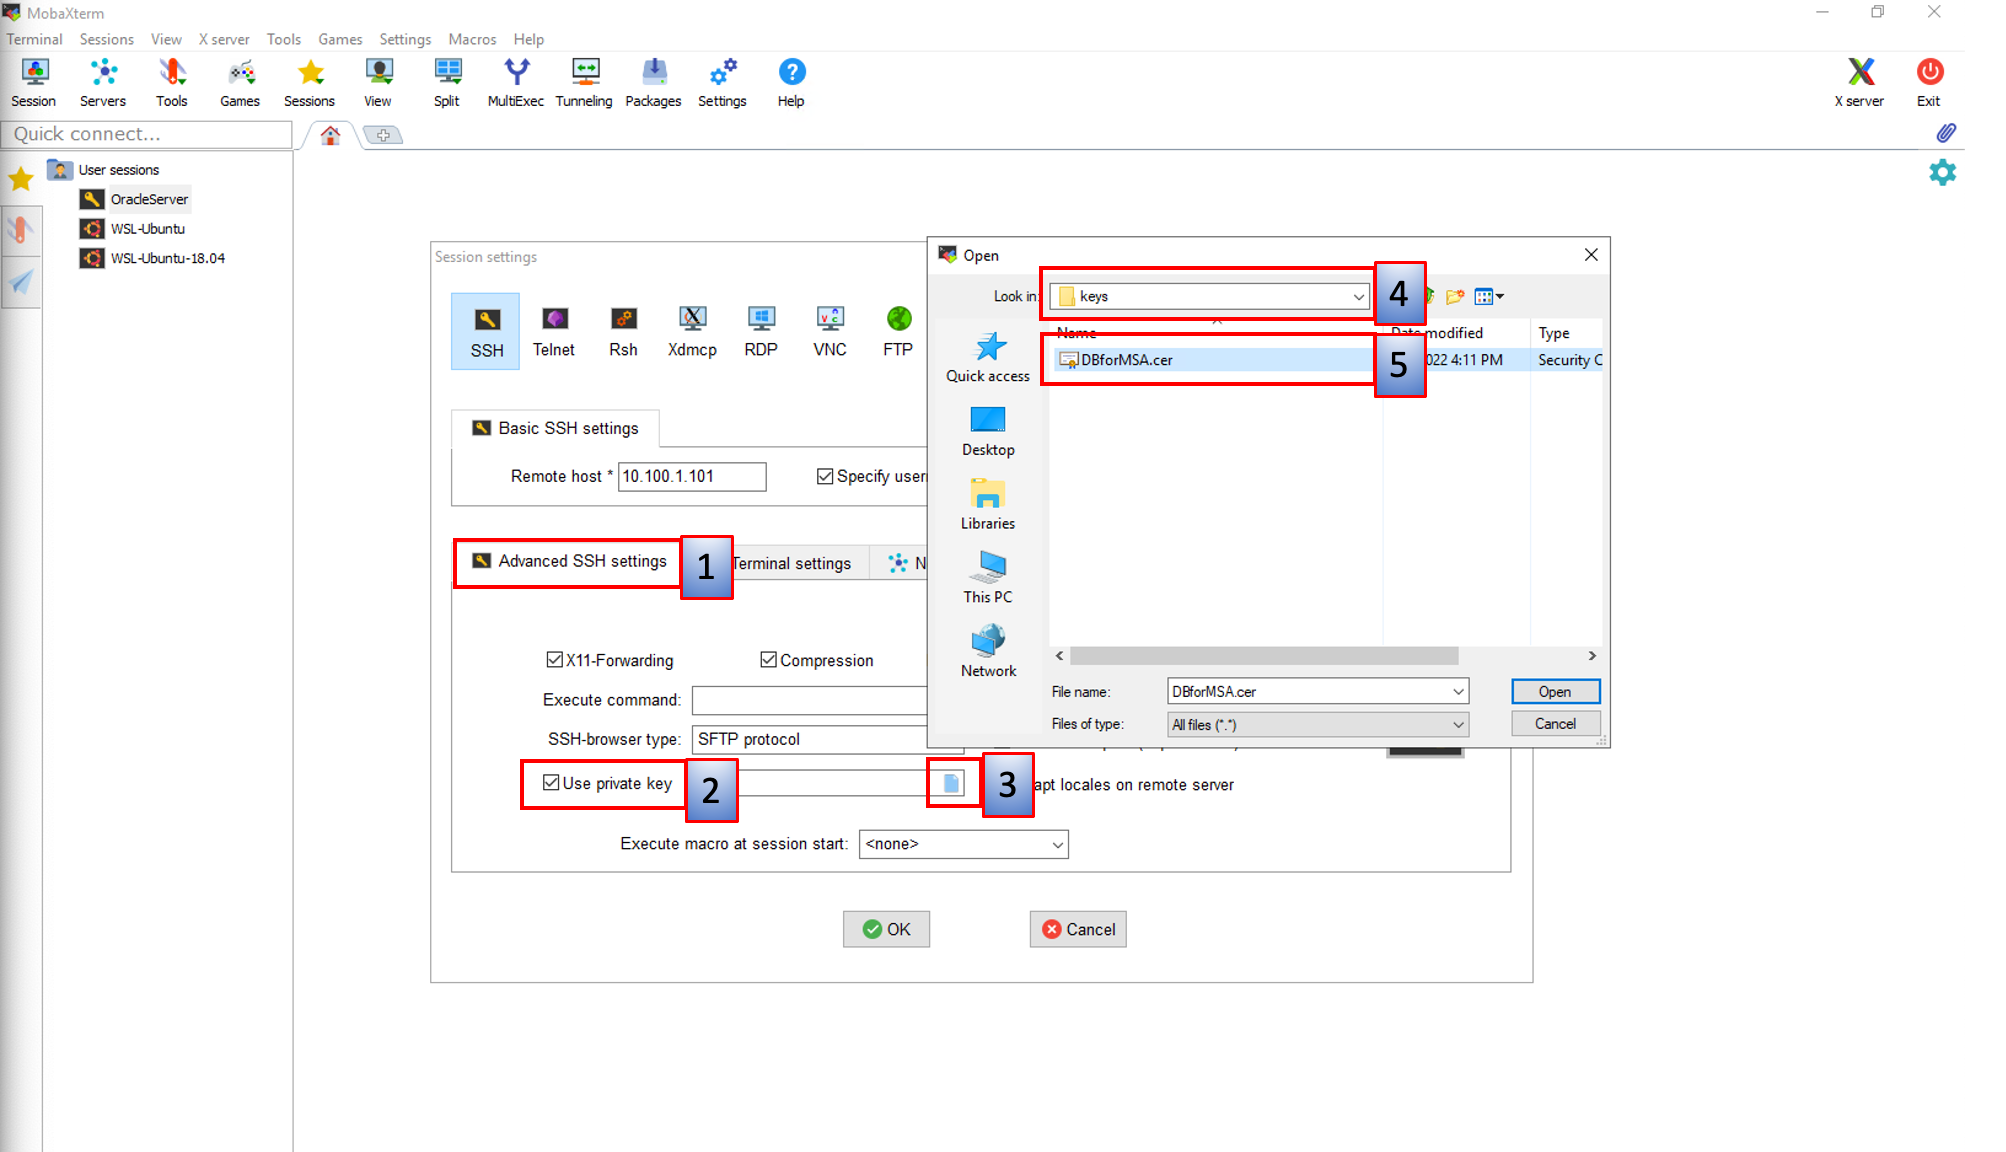 MobaXterm
Terminal Sessions View X server Tools Games Settings Macros Help
Session Servers Tools Games Sessions View Split MultiExec Tunneling Packages Settings Help X server Exit
Quick connect...
User sessions
OracleServer
WSL-Ubuntu
WSL-Ubuntu-18.04
Session settings
SSH Telnet Rsh Xdmcp RDP VNC FTP
Basic SSH settings
Remote host * 10.100.1.101 Specify usern
Advanced SSH settings 1 Terminal settings N
X11-Forwarding Compression
Execute command:
SSH-browser type: SFTP protocol
Use private key 2 3 apt locales on remote server
Execute macro at session start: <none>
OK Cancel
Open
Look in: keys 4
Name Date modified Type
DBforMSA.cer 5 022 4:11 PM Security C
Quick access
Desktop
Libraries
This PC
Network
File name: DBforMSA.cer Open
Files of type: All files (*.*) Cancel